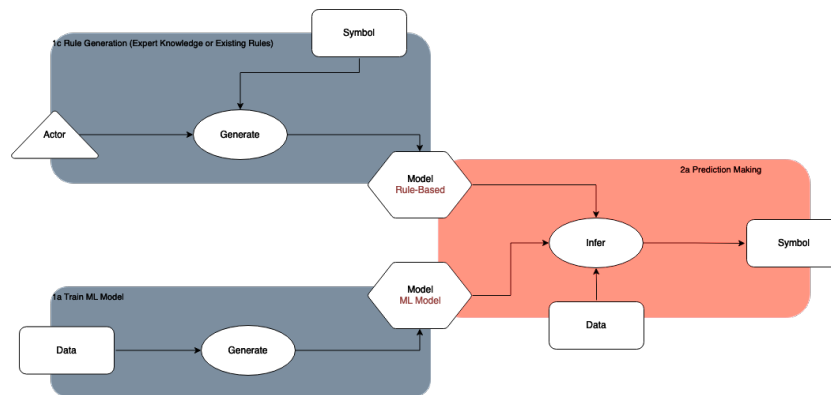 Symbol
1c Rule Generation (Expert Knowledge or Existing Rules)
Actor
Generate
Model
Rule-Based
2a Prediction Making
Infer
Symbol
Model
ML Model
1a Train ML Model
Data
Data
Generate